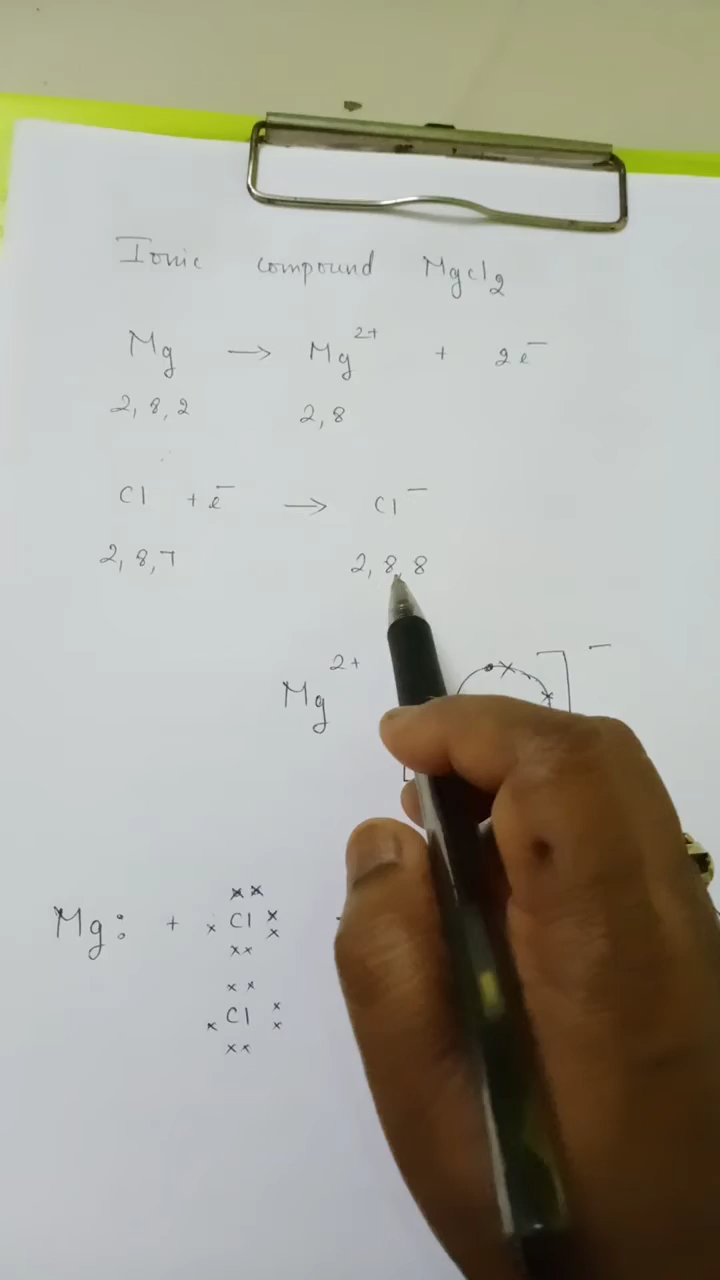 Ionic compound MgCl2
Mg → Mg2+ + 2e–
2, 8, 2 2, 8
Cl + e– → Cl–
2, 8, 7 2, 8, 8
Mg2+ ]–
Mg: + Cl
Cl